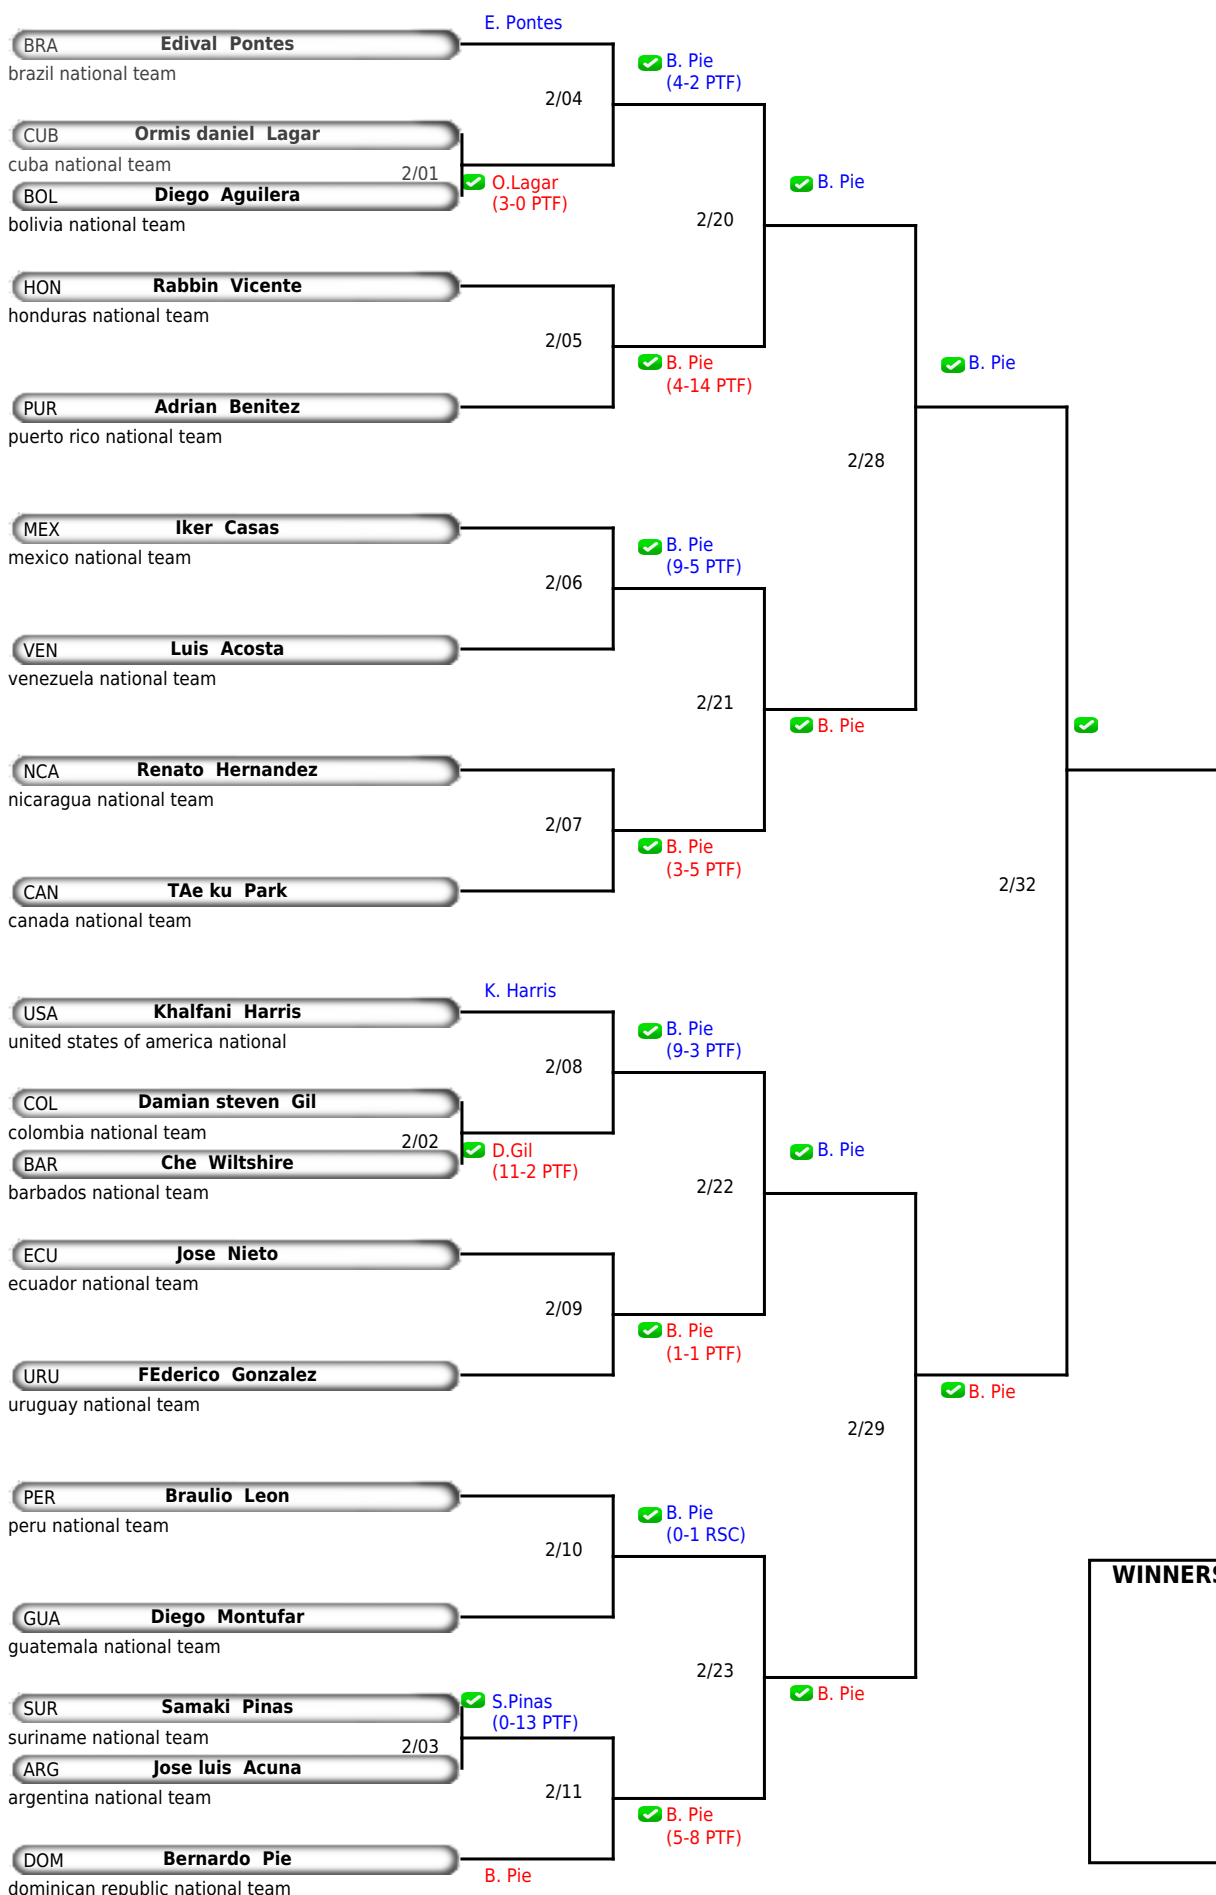 E. Pontes
BRA Edival Pontes
brazil national team
B. Pie
(4-2 PTF)
2/04
CUB Ormis daniel Lagar
cuba national team
2/01
O.Lagar
(3-0 PTF)
BOL Diego Aguilera
bolivia national team
B. Pie
2/20
HON Rabbin Vicente
honduras national team
2/05
B. Pie
(4-14 PTF)
B. Pie
PUR Adrian Benitez
puerto rico national team
2/28
MEX Iker Casas
mexico national team
B. Pie
(9-5 PTF)
2/06
VEN Luis Acosta
venezuela national team
2/21
B. Pie
NCA Renato Hernandez
nicaragua national team
2/07
B. Pie
(3-5 PTF)
CAN TAe ku Park
canada national team
2/32
K. Harris
USA Khalfani Harris
united states of america national
B. Pie
(9-3 PTF)
2/08
COL Damian steven Gil
colombia national team
2/02
D.Gil
(11-2 PTF)
BAR Che Wiltshire
barbados national team
B. Pie
2/22
ECU Jose Nieto
ecuador national team
2/09
B. Pie
(1-1 PTF)
URU FEderico Gonzalez
uruguay national team
B. Pie
2/29
PER Braulio Leon
peru national team
B. Pie
(0-1 RSC)
2/10
WINNERS
GUA Diego Montufar
guatemala national team
2/23
B. Pie
SUR Samaki Pinas
suriname national team
S.Pinas
(0-13 PTF)
2/03
ARG Jose luis Acuna
argentina national team
2/11
B. Pie
(5-8 PTF)
DOM Bernardo Pie
dominican republic national team
B. Pie